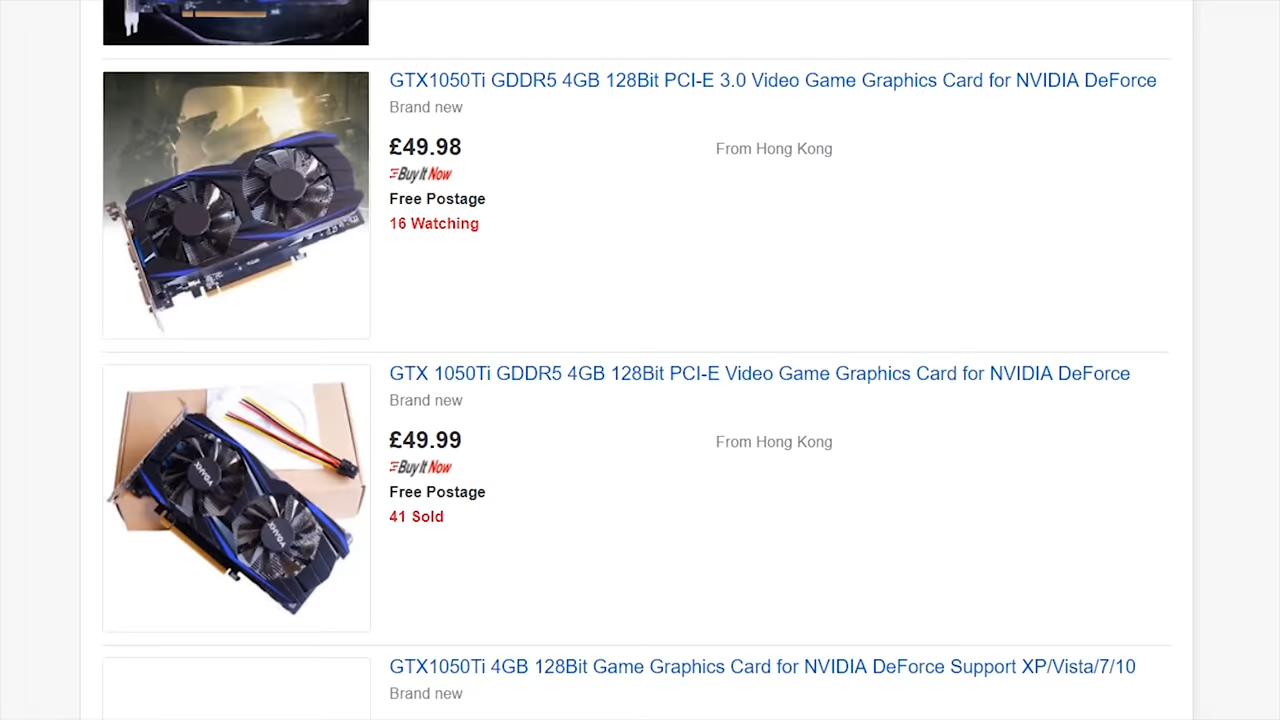 GTX1050Ti GDDR5 4GB 128Bit PCI-E 3.0 Video Game Graphics Card for NVIDIA DeForce
Brand new
£49.98
From Hong Kong
Buy It Now
Free Postage
16 Watching
GTX 1050Ti GDDR5 4GB 128Bit PCI-E Video Game Graphics Card for NVIDIA DeForce
Brand new
£49.99
From Hong Kong
Buy It Now
Free Postage
41 Sold
GTX1050Ti 4GB 128Bit Game Graphics Card for NVIDIA DeForce Support XP/Vista/7/10
Brand new